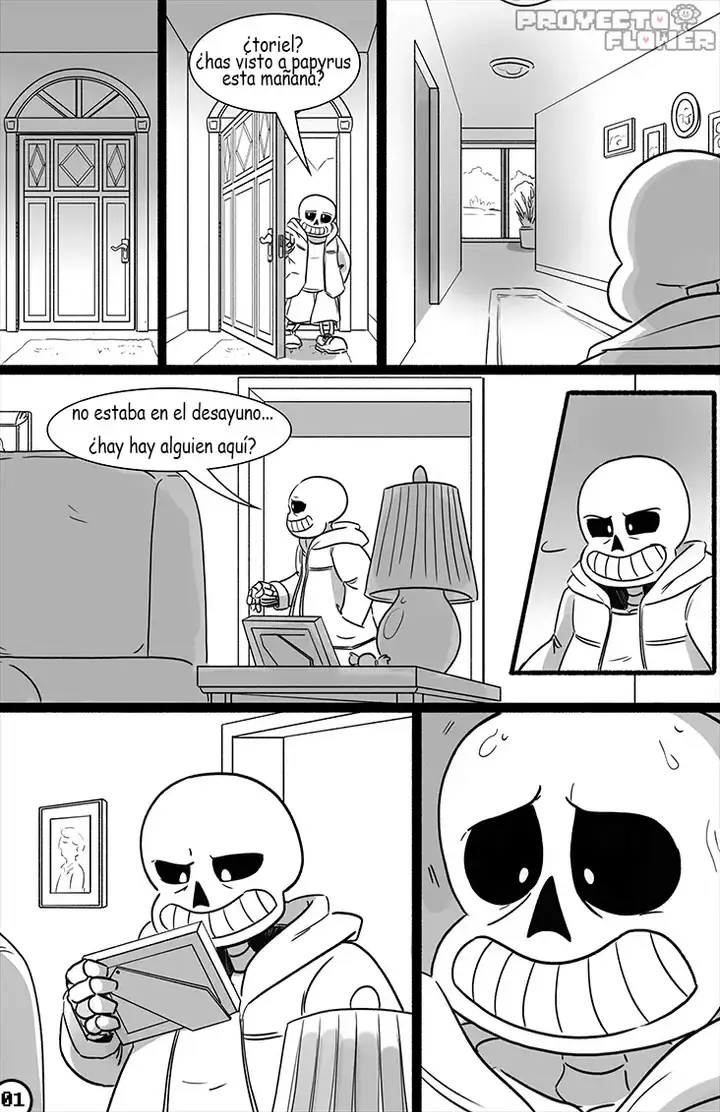 PROYECTO
FLOWER
¿toriel?
¿has visto a papyrus
esta mañana?
no estaba en el desayuno...
¿hay hay alguien aquí?
01